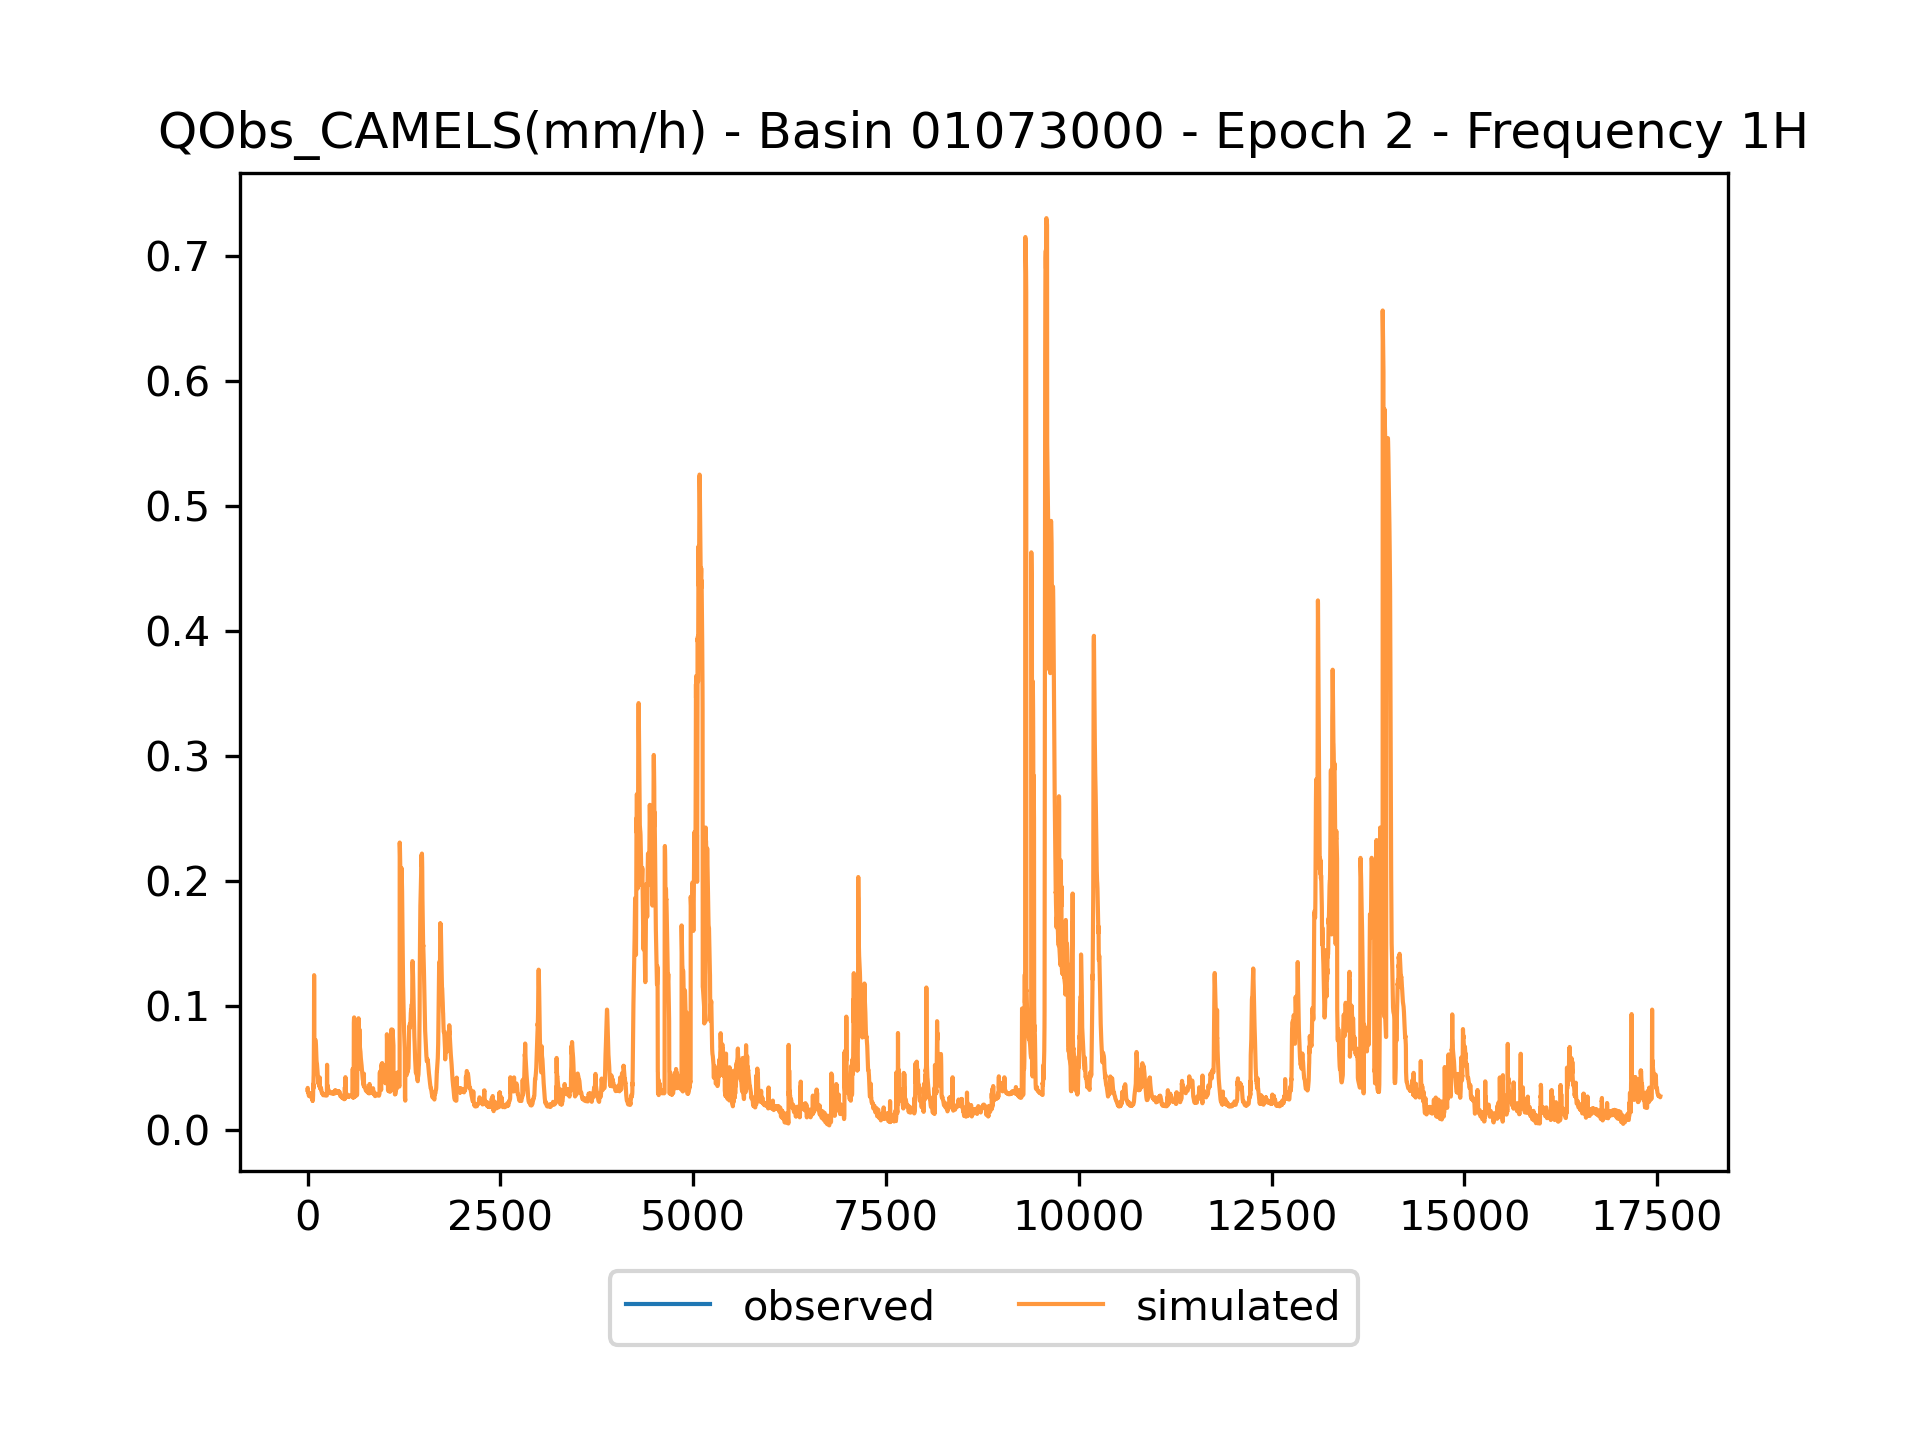 QObs_CAMELS(mm/h) - Basin 01073000 - Epoch 2 - Frequency 1H
0.7
0.6
0.5
0.4
0.3
0.2
0.1
0.0
0 2500 5000 7500 10000 12500 15000 17500
observed simulated